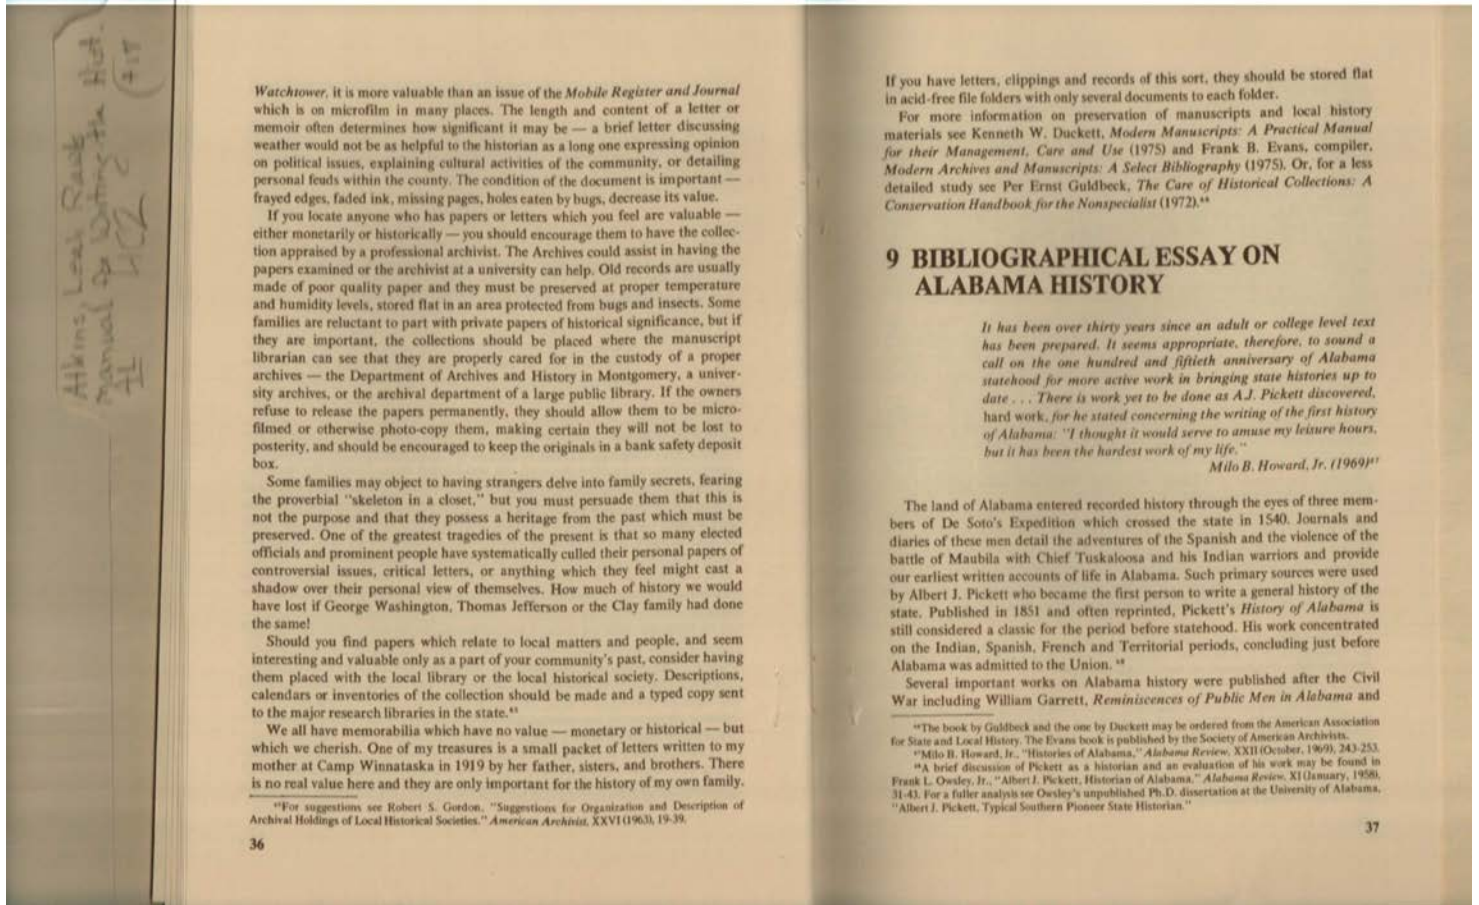 Atkins, Leah Rawls
manual for Writing the Hist.
Watchtower, it is more valuable than an issue of the Mobile Register and Journal
which is on microfilm in many places. The length and content of a letter or
memoir often determines how significant it may be — a brief letter discussing
weather would not be as helpful to the historian as a long one expressing opinion
on political issues, explaining cultural activities of the community, or detailing
personal feuds within the county. The condition of the document is important —
frayed edges, faded ink, missing pages, holes eaten by bugs, decrease its value.
If you locate anyone who has papers or letters which you feel are valuable —
either monetarily or historically — you should encourage them to have the collec-
tion appraised by a professional archivist. The Archives could assist in having the
papers examined or the archivist at a university can help. Old records are usually
made of poor quality paper and they must be preserved at proper temperature
and humidity levels, stored flat in an area protected from bugs and insects. Some
families are reluctant to part with private papers of historical significance, but if
they are important, the collections should be placed where the manuscript
librarian can see that they are properly cared for in the custody of a proper
archives — the Department of Archives and History in Montgomery, a univer-
sity archives, or the archival department of a large public library. If the owners
refuse to release the papers permanently, they should allow them to be micro-
filmed or otherwise photo-copy them, making certain they will not be lost to
posterity, and should be encouraged to keep the originals in a bank safety deposit
box.
Some families may object to having strangers delve into family secrets, fearing
the proverbial "skeleton in a closet," but you must persuade them that this is
not the purpose and that they possess a heritage from the past which must be
preserved. One of the greatest tragedies of the present is that so many elected
officials and prominent people have systematically culled their personal papers of
controversial issues, critical letters, or anything which they feel might cast a
shadow over their personal view of themselves. How much of history we would
have lost if George Washington, Thomas Jefferson or the Clay family had done
the same!
Should you find papers which relate to local matters and people, and seem
interesting and valuable only as a part of your community's past, consider having
them placed with the local library or the local historical society. Descriptions,
calendars or inventories of the collection should be made and a typed copy sent
to the major research libraries in the state.⁴⁵
We all have memorabilia which have no value — monetary or historical — but
which we cherish. One of my treasures is a small packet of letters written to my
mother at Camp Winnataska in 1919 by her father, sisters, and brothers. There
is no real value here and they are only important for the history of my own family.
⁴⁵For suggestions see Robert S. Gordon, "Suggestions for Organization and Description of
Archival Holdings of Local Historical Societies." American Archivist, XXVI (1963), 19-39.
36
If you have letters, clippings and records of this sort, they should be stored flat
in acid-free file folders with only several documents to each folder.
For more information on preservation of manuscripts and local history
materials see Kenneth W. Duckett, Modern Manuscripts: A Practical Manual
for their Management, Care and Use (1975) and Frank B. Evans, compiler,
Modern Archives and Manuscripts: A Select Bibliography (1975). Or, for a less
detailed study see Per Ernst Guldbeck, The Care of Historical Collections: A
Conservation Handbook for the Nonspecialist (1972).⁴⁶
9 BIBLIOGRAPHICAL ESSAY ON
ALABAMA HISTORY
It has been over thirty years since an adult or college level text
has been prepared. It seems appropriate, therefore, to sound a
call on the one hundred and fiftieth anniversary of Alabama
statehood for more active work in bringing state histories up to
date . . . There is work yet to be done as A.J. Pickett discovered,
hard work, for he stated concerning the writing of the first history
of Alabama: "I thought it would serve to amuse my leisure hours,
but it has been the hardest work of my life."
Milo B. Howard, Jr. (1969)⁴⁷
The land of Alabama entered recorded history through the eyes of three mem-
bers of De Soto's Expedition which crossed the state in 1540. Journals and
diaries of these men detail the adventures of the Spanish and the violence of the
battle of Maubila with Chief Tuskaloosa and his Indian warriors and provide
our earliest written accounts of life in Alabama. Such primary sources were used
by Albert J. Pickett who became the first person to write a general history of the
state. Published in 1851 and often reprinted, Pickett's History of Alabama is
still considered a classic for the period before statehood. His work concentrated
on the Indian, Spanish, French and Territorial periods, concluding just before
Alabama was admitted to the Union. ⁴⁸
Several important works on Alabama history were published after the Civil
War including William Garrett, Reminiscences of Public Men in Alabama and
⁴⁶The book by Guldbeck and the one by Duckett may be ordered from the American Association
for State and Local History. The Evans book is published by the Society of American Archivists.
⁴⁷Milo B. Howard, Jr., "Histories of Alabama," Alabama Review, XXII (October, 1969), 243-253.
⁴⁸A brief discussion of Pickett as a historian and an evaluation of his work may be found in
Frank L. Owsley, Jr., "Albert J. Pickett, Historian of Alabama," Alabama Review, XI (January, 1958),
31-43. For a fuller analysis see Owsley's unpublished Ph.D. dissertation at the University of Alabama,
"Albert J. Pickett, Typical Southern Pioneer State Historian."
37